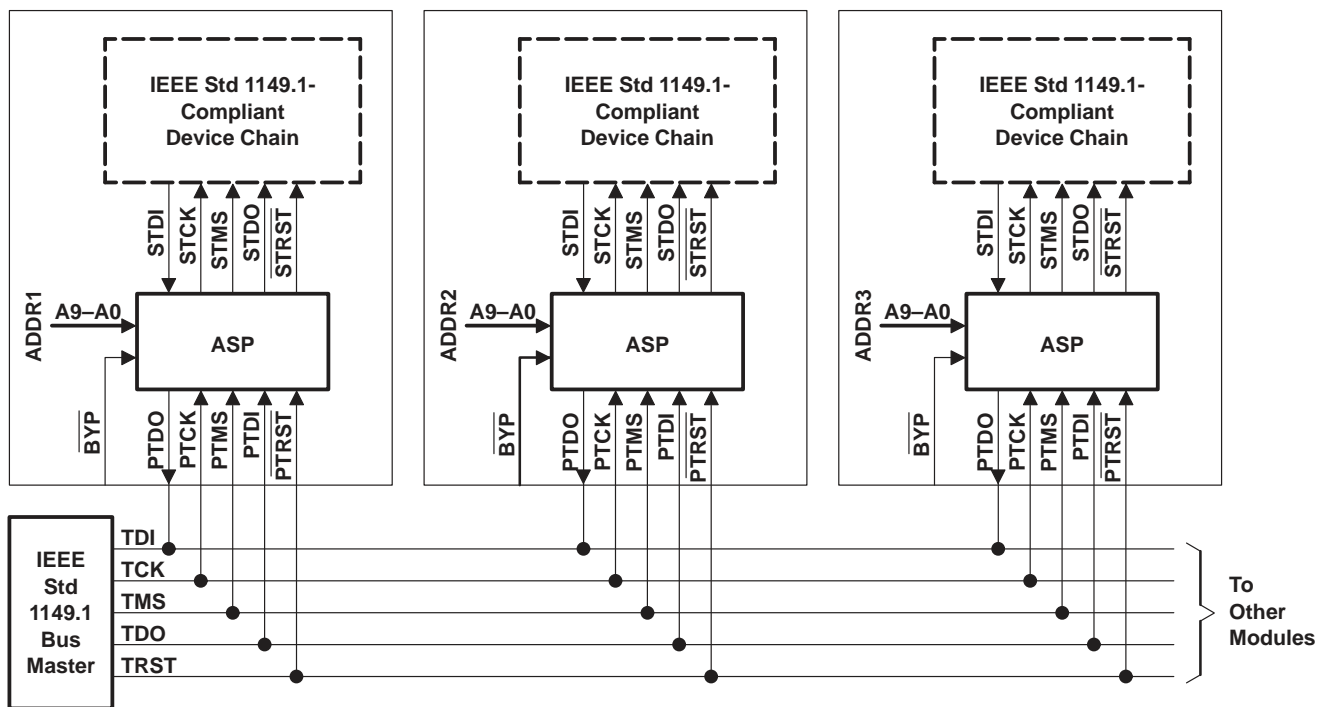 IEEE Std 1149.1-
Compliant
Device Chain
IEEE Std 1149.1-
Compliant
Device Chain
IEEE Std 1149.1-
Compliant
Device Chain
STDI
STCK
STMS
STDO
STRST
STDI
STCK
STMS
STDO
STRST
STDI
STCK
STMS
STDO
STRST
ADDR1
A9–A0
ASP
ADDR2
A9–A0
ASP
ADDR3
A9–A0
ASP
BYP
PTDO
PTCK
PTMS
PTDI
PTRST
BYP
PTDO
PTCK
PTMS
PTDI
PTRST
BYP
PTDO
PTCK
PTMS
PTDI
PTRST
IEEE
Std
1149.1
Bus
Master
TDI
TCK
TMS
TDO
TRST
To
Other
Modules